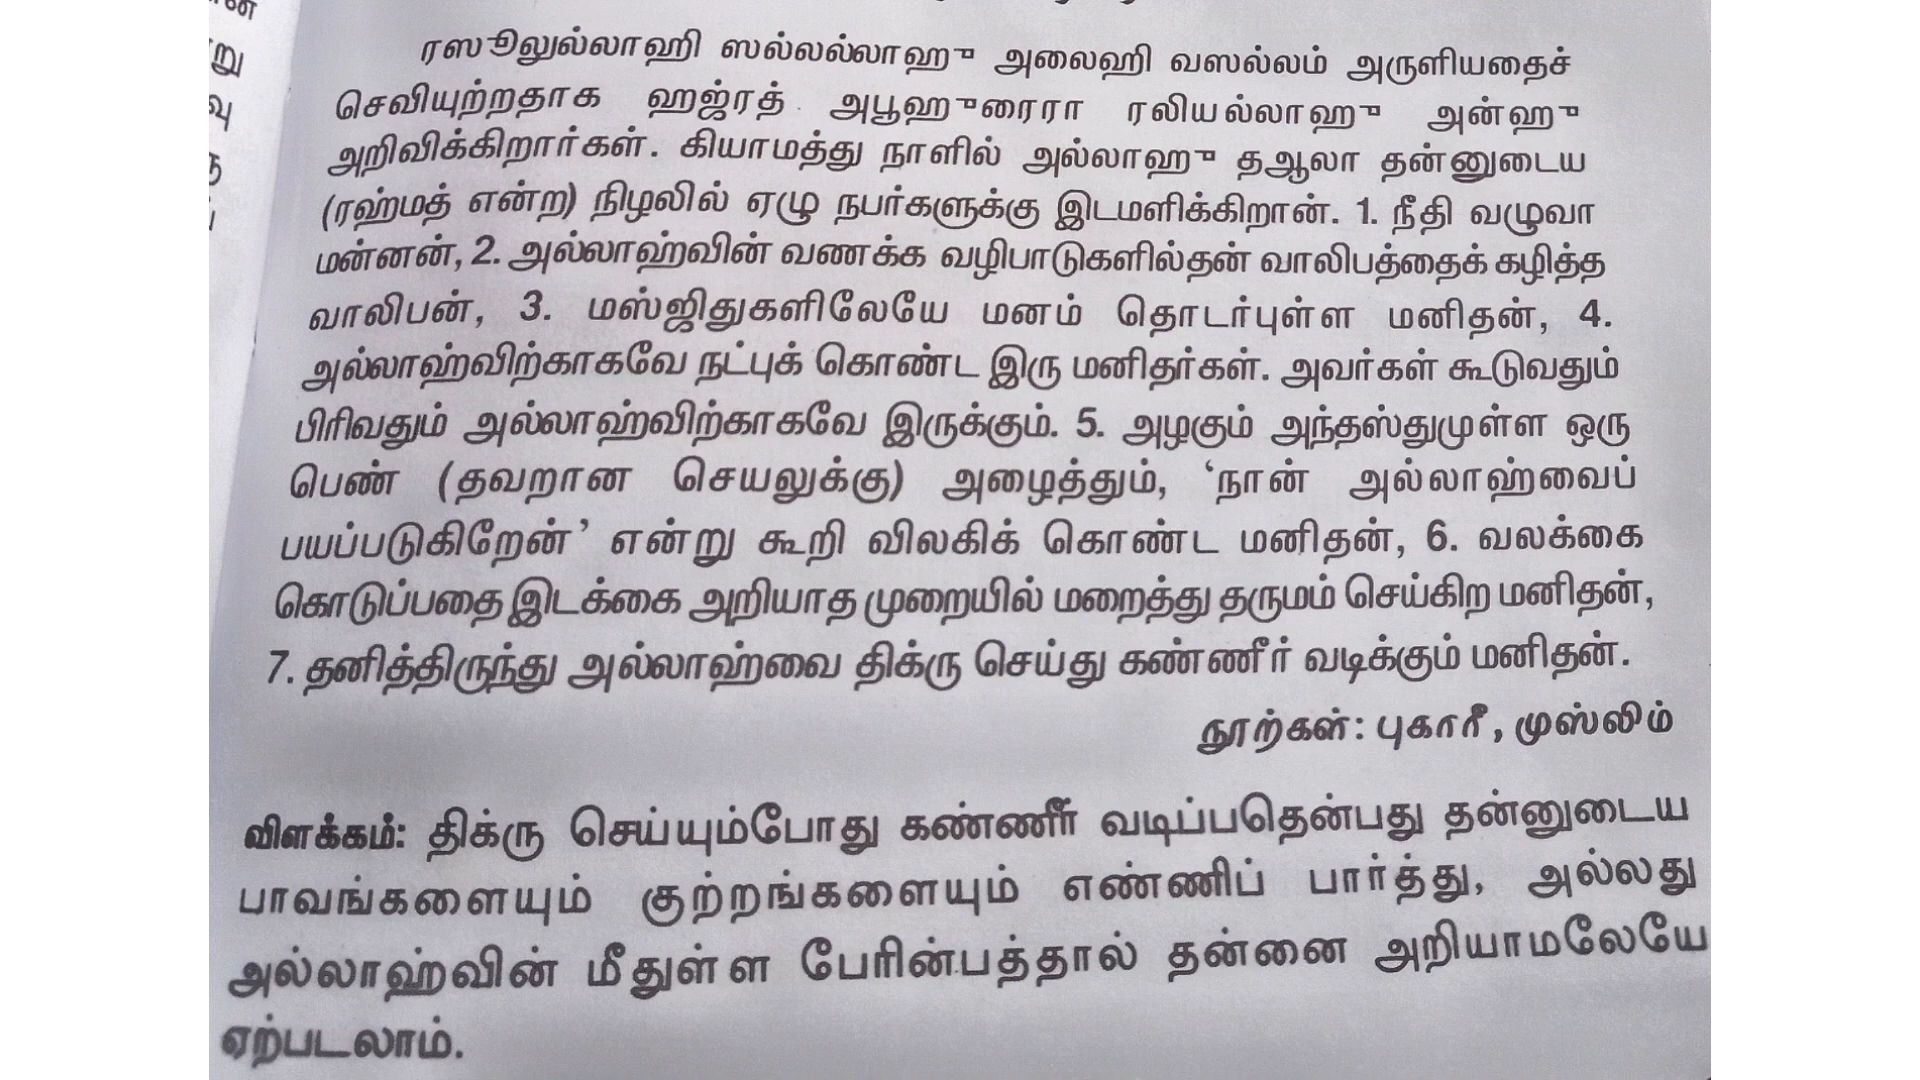 ரஸூலுல்லாஹி ஸல்லல்லாஹு அலைஹி வஸல்லம் அருளியதைச்
செவியுற்றதாக ஹஜ்ரத் அபூஹுரைரா ரலியல்லாஹு அன்ஹு
அறிவிக்கிறார்கள். கியாமத்து நாளில் அல்லாஹு தஆலா தன்னுடைய
(ரஹ்மத் என்ற) நிழலில் ஏழு நபர்களுக்கு இடமளிக்கிறான். 1. நீதி வழுவா
மன்னன், 2. அல்லாஹ்வின் வணக்க வழிபாடுகளில்தன் வாலிபத்தைக் கழித்த
வாலிபன், 3. மஸ்ஜிதுகளிலேயே மனம் தொடர்புள்ள மனிதன், 4.
அல்லாஹ்விற்காகவே நட்புக் கொண்ட இரு மனிதர்கள். அவர்கள் கூடுவதும்
பிரிவதும் அல்லாஹ்விற்காகவே இருக்கும். 5. அழகும் அந்தஸ்துமுள்ள ஒரு
பெண் (தவறான செயலுக்கு) அழைத்தும், ‘நான் அல்லாஹ்வைப்
பயப்படுகிறேன்’ என்று கூறி விலகிக் கொண்ட மனிதன், 6. வலக்கை
கொடுப்பதை இடக்கை அறியாத முறையில் மறைத்து தருமம் செய்கிற மனிதன்,
7. தனித்திருந்து அல்லாஹ்வை திக்ரு செய்து கண்ணீர் வடிக்கும் மனிதன்.
நூற்கள்: புகாரீ, முஸ்லிம்
விளக்கம்: திக்ரு செய்யும்போது கண்ணீர் வடிப்பதென்பது தன்னுடைய
பாவங்களையும் குற்றங்களையும் எண்ணிப் பார்த்து, அல்லது
அல்லாஹ்வின் மீதுள்ள பேரின்பத்தால் தன்னை அறியாமலேயே
ஏற்படலாம்.